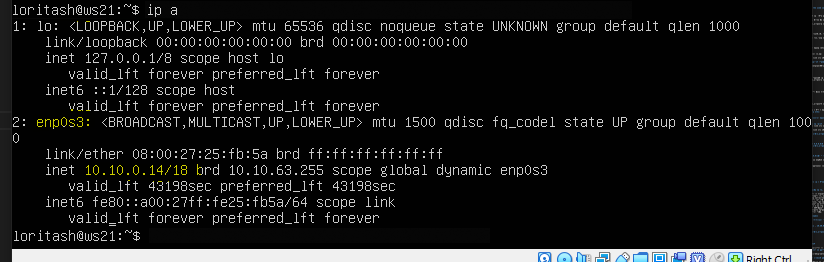 loritash@ws21:~$ ip a
1: lo: <LOOPBACK,UP,LOWER_UP> mtu 65536 qdisc noqueue state UNKNOWN group default qlen 1000
    link/loopback 00:00:00:00:00:00 brd 00:00:00:00:00:00
    inet 127.0.0.1/8 scope host lo
       valid_lft forever preferred_lft forever
    inet6 ::1/128 scope host
       valid_lft forever preferred_lft forever
2: enp0s3: <BROADCAST,MULTICAST,UP,LOWER_UP> mtu 1500 qdisc fq_codel state UP group default qlen 100
0
    link/ether 08:00:27:25:fb:5a brd ff:ff:ff:ff:ff:ff
    inet 10.10.0.14/18 brd 10.10.63.255 scope global dynamic enp0s3
       valid_lft 43198sec preferred_lft 43198sec
    inet6 fe80::a00:27ff:fe25:fb5a/64 scope link
       valid_lft forever preferred_lft forever
loritash@ws21:~$
Right Ctrl